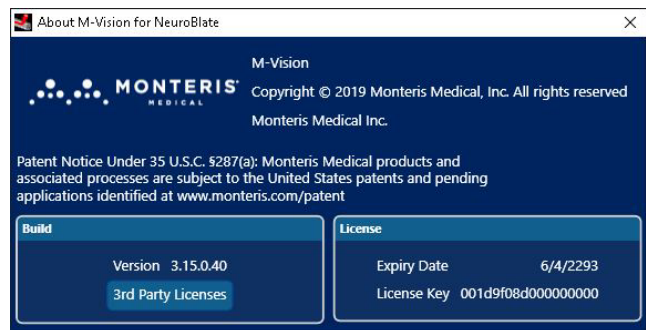 About M-Vision for NeuroBlate
MONTERIS
MEDICAL
M-Vision
Copyright © 2019 Monteris Medical, Inc. All rights reserved
Monteris Medical Inc.
Patent Notice Under 35 U.S.C. §287(a): Monteris Medical products and
associated processes are subject to the United States patents and pending
applications identified at www.monteris.com/patent
Build
Version 3.15.0.40
3rd Party Licenses
License
Expiry Date 6/4/2293
License Key 001d9f08d000000000